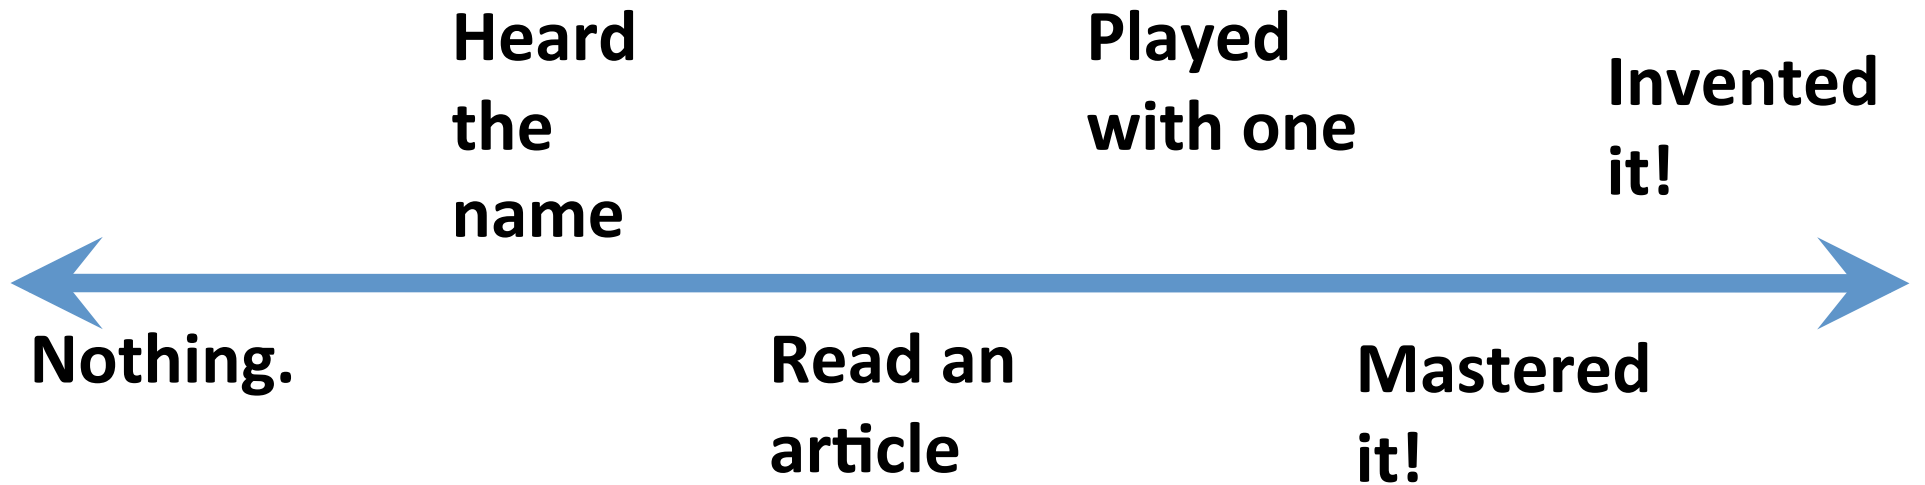 Heard
the
name
Played
with one
Invented
it!
Nothing.
Read an
article
Mastered
it!